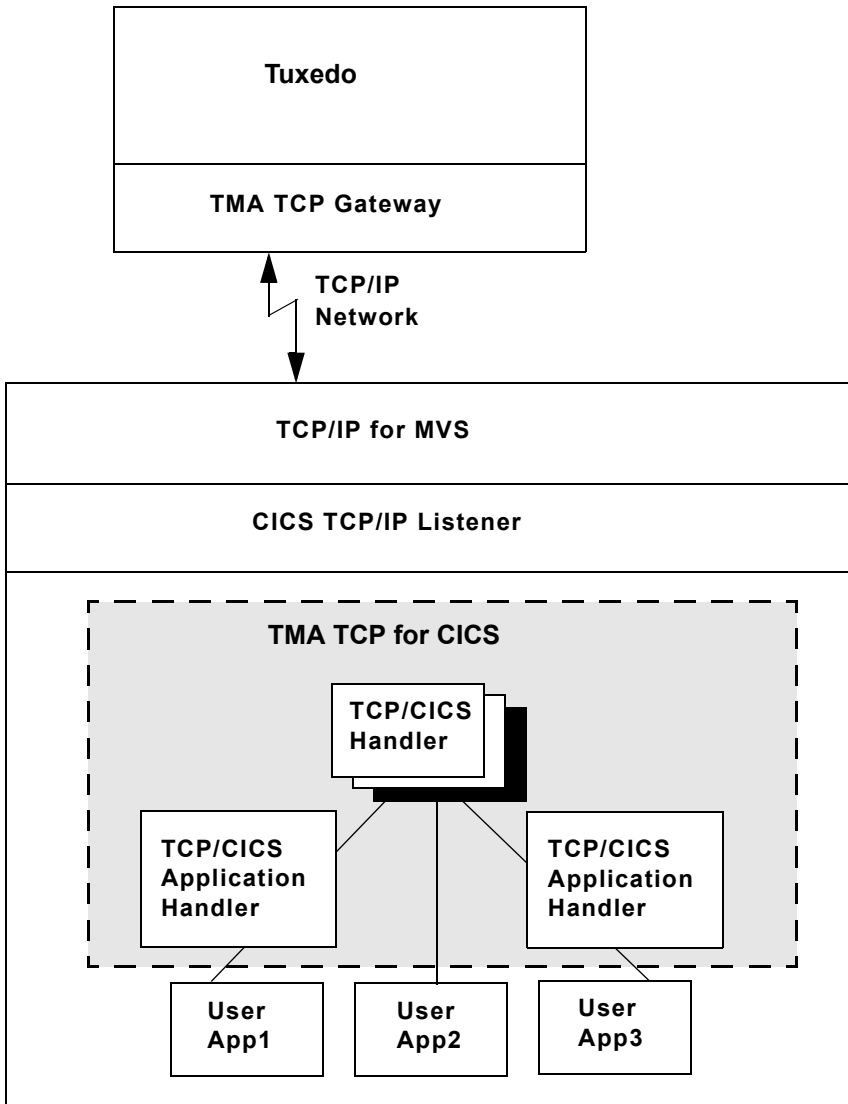 Tuxedo
TMA TCP Gateway
TCP/IP
Network
TCP/IP for MVS
CICS TCP/IP Listener
TMA TCP for CICS
TCP/CICS
Handler
TCP/CICS
Application
Handler
TCP/CICS
Application
Handler
User
App1
User
App2
User
App3